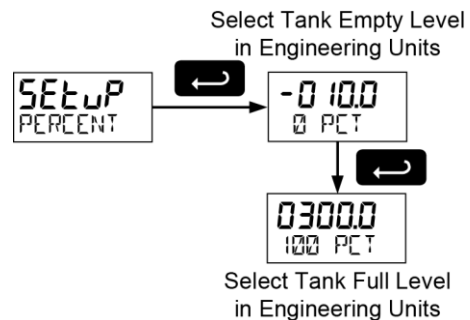 Select Tank Empty Level
in Engineering Units
SEtuP
PERCENT
-010.0
0 PCT
0300.0
100 PCT
Select Tank Full Level
in Engineering Units